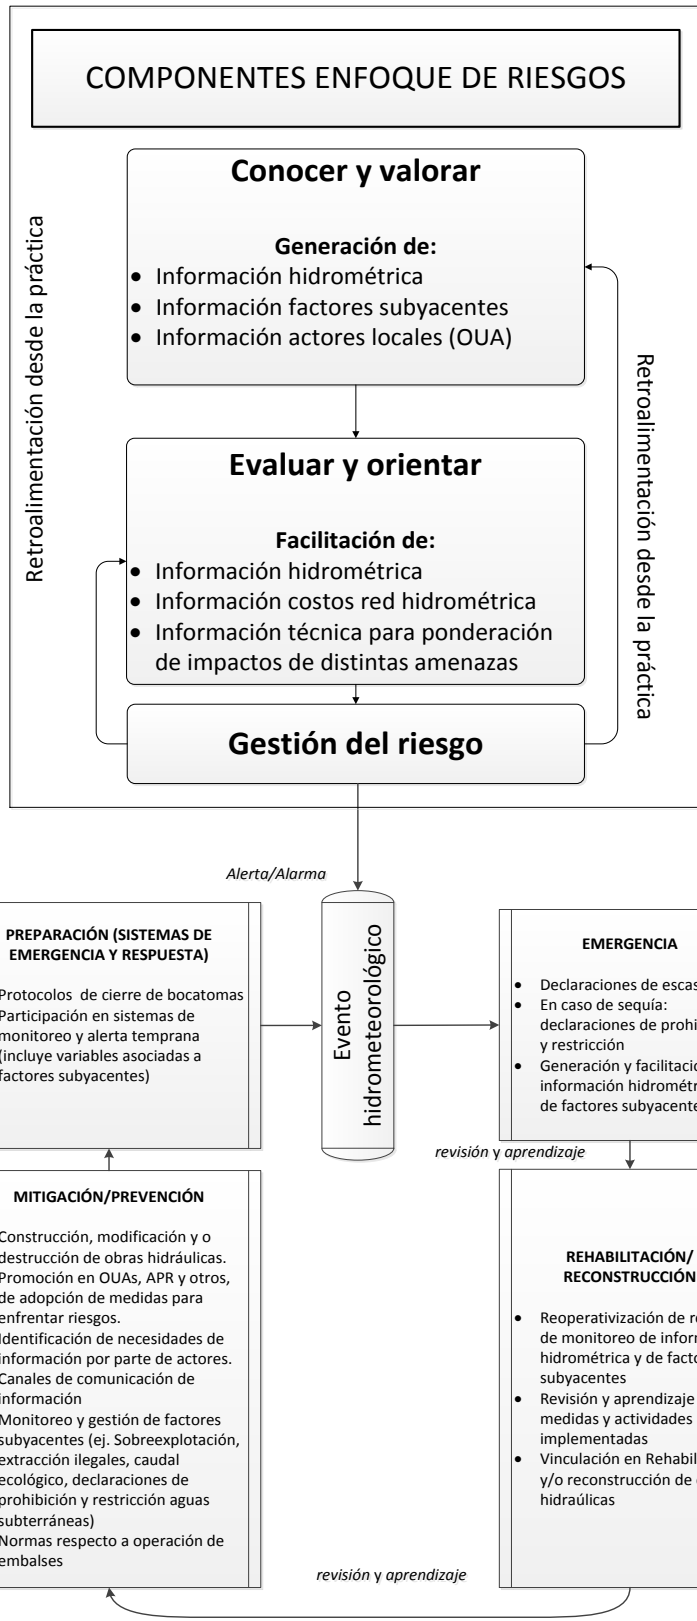 COMPONENTES ENFOQUE DE RIESGOS
Conocer y valorar
Generación de:
• Información hidrométrica
• Información factores subyacentes
• Información actores locales (OUA)
Retroalimentación desde la práctica
Retroalimentación desde la práctica
Evaluar y orientar
Facilitación de:
• Información hidrométrica
• Información costos red hidrométrica
• Información técnica para ponderación
de impactos de distintas amenazas
Gestión del riesgo
Alerta/Alarma
PREPARACIÓN (SISTEMAS DE
EMERGENCIA Y RESPUESTA)
Protocolos de cierre de bocatomas
Participación en sistemas de
monitoreo y alerta temprana
(incluye variables asociadas a
factores subyacentes)
Evento
hidrometeorológico
EMERGENCIA
• Declaraciones de
• En caso de sequía:
declaraciones de
y restricción
• Generación y
información
de factores
revisión y aprendizaje
MITIGACIÓN/PREVENCIÓN
Construcción, modificación y o
destrucción de obras hidráulicas.
Promoción en OUAs, APR y otros,
de adopción de medidas para
enfrentar riesgos.
Identificación de necesidades de
información por parte de actores.
Canales de comunicación de
información
Monitoreo y gestión de factores
subyacentes (ej. Sobreexplotación,
extracción ilegales, caudal
ecológico, declaraciones de
prohibición y restricción aguas
subterráneas)
Normas respecto a operación de
embalses
REHABILITACIÓN/
RECONSTRUCCIÓN
• Reoperativización de
de monitoreo de
hidrométrica y de
subyacentes
• Revisión y aprendizaje
medidas y actividades
implementadas
• Vinculación en
y/o reconstrucción de
hidraúlicas
revisión y aprendizaje